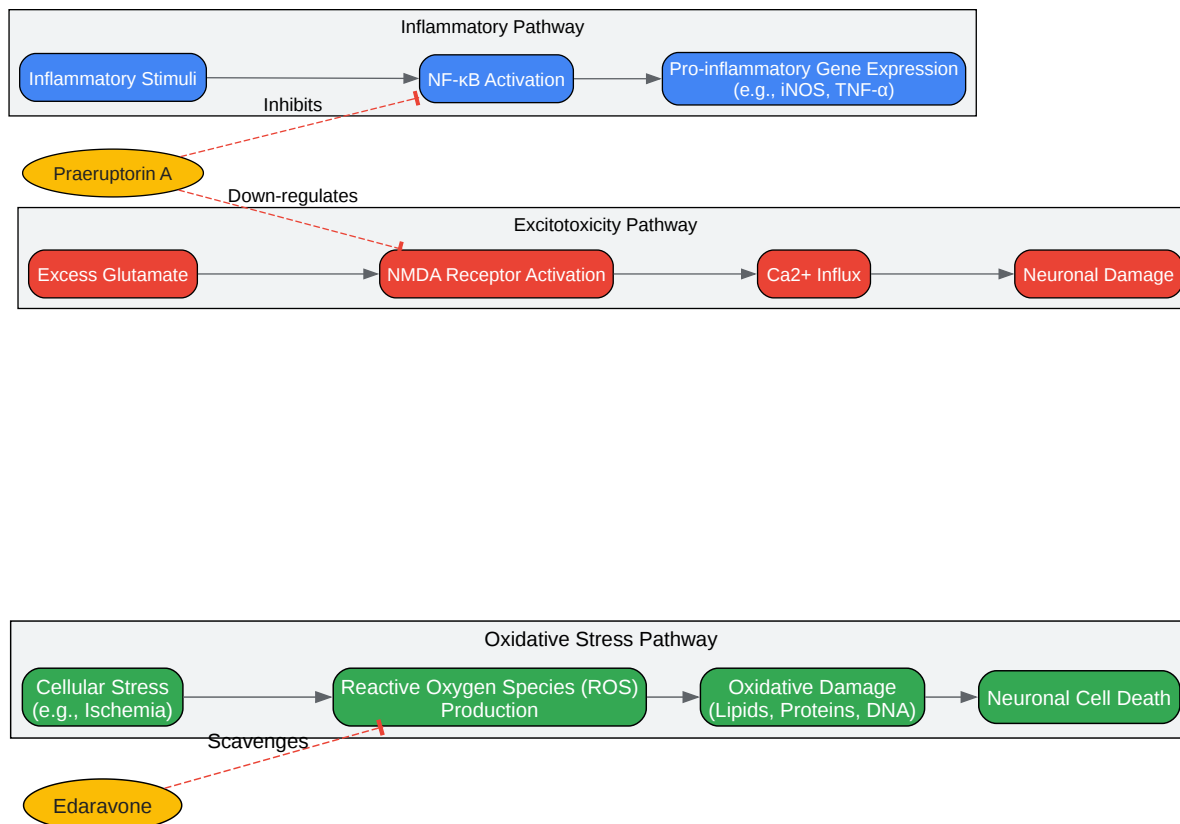 Inflammatory Pathway
Inflammatory Stimuli
NF-κB Activation
Pro-inflammatory Gene Expression
(e.g., iNOS, TNF-α)
Inhibits
Praeruptorin A
Down-regulates
Excitotoxicity Pathway
Excess Glutamate
NMDA Receptor Activation
Ca2+ Influx
Neuronal Damage
Oxidative Stress Pathway
Cellular Stress
(e.g., Ischemia)
Reactive Oxygen Species (ROS)
Production
Oxidative Damage
(Lipids, Proteins, DNA)
Neuronal Cell Death
Scavenges
Edaravone